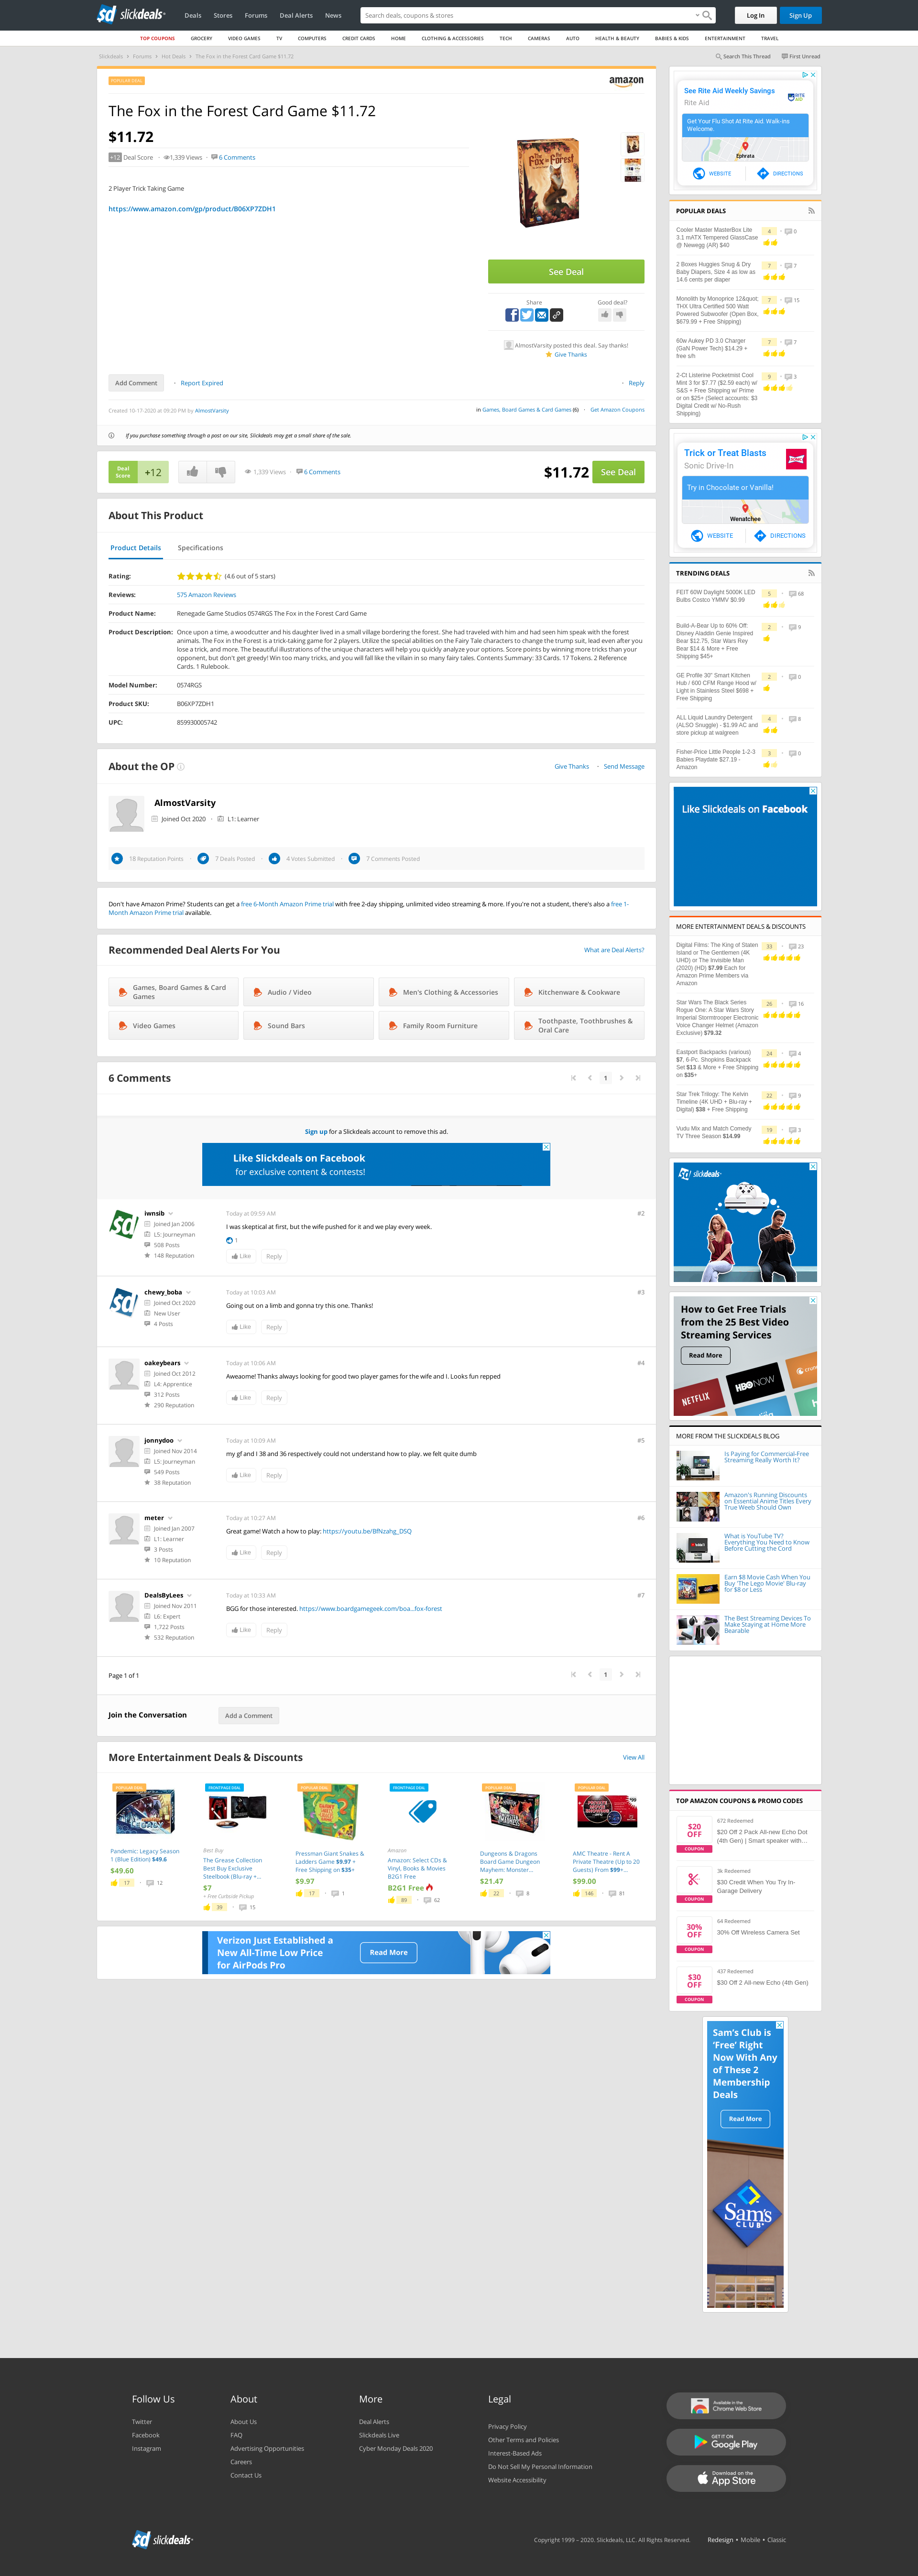 sd slickdeals
Deals Stores Forums Deal Alerts News
Search deals, coupons & stores
Log In Sign Up
TOP COUPONS GROCERY VIDEO GAMES TV COMPUTERS CREDIT CARDS HOME CLOTHING & ACCESSORIES TECH CAMERAS AUTO HEALTH & BEAUTY BABIES & KIDS ENTERTAINMENT TRAVEL
Slickdeals > Forums > Hot Deals > The Fox in the Forest Card Game $11.72
Search This Thread First Unread
POPULAR DEAL
amazon
The Fox in the Forest Card Game $11.72
$11.72
+12 Deal Score • 1,339 Views • 6 Comments
2 Player Trick Taking Game
https://www.amazon.com/gp/product/B06XP7ZDH1
The Fox in the Forest
See Deal
Share
Good deal?
AlmostVarsity posted this deal. Say thanks!
Give Thanks
Add Comment • Report Expired
• Reply
Created 10-17-2020 at 09:20 PM by AlmostVarsity
in Games, Board Games & Card Games (6) • Get Amazon Coupons
If you purchase something through a post on our site, Slickdeals may get a small share of the sale.
Deal Score +12
1,339 Views
6 Comments
$11.72 See Deal
About This Product
Product Details Specifications
Rating: (4.6 out of 5 stars)
Reviews: 575 Amazon Reviews
Product Name: Renegade Game Studios 0574RGS The Fox in the Forest Card Game
Product Description: Once upon a time, a woodcutter and his daughter lived in a small village bordering the forest. She had traveled with him and had seen him speak with the forest
animals. The Fox in the Forest is a trick-taking game for 2 players. Utilize the special abilities on the Fairy Tale characters to change the trump suit, lead even after you
lose a trick, and more. The beautiful illustrations of the unique characters will help you quickly analyze your options. Score points by winning more tricks than your
opponent, but don't get greedy! Win too many tricks, and you will fall like the villain in so many fairy tales. Contents Summary: 33 Cards. 17 Tokens. 2 Reference
Cards. 1 Rulebook.
Model Number: 0574RGS
Product SKU: B06XP7ZDH1
UPC: 859930005742
About the OP
Give Thanks • Send Message
AlmostVarsity
Joined Oct 2020 • L1: Learner
18 Reputation Points • 7 Deals Posted • 4 Votes Submitted • 7 Comments Posted
Don't have Amazon Prime? Students can get a free 6-Month Amazon Prime trial with free 2-day shipping, unlimited video streaming & more. If you're not a student, there's also a free 1-
Month Amazon Prime trial available.
Recommended Deal Alerts For You
What are Deal Alerts?
Games, Board Games & Card Games
Audio / Video
Men's Clothing & Accessories
Kitchenware & Cookware
Video Games
Sound Bars
Family Room Furniture
Toothpaste, Toothbrushes & Oral Care
6 Comments
1
Sign up for a Slickdeals account to remove this ad.
Like Slickdeals on Facebook
for exclusive content & contests!
iwnsib
Joined Jan 2006
L5: Journeyman
508 Posts
148 Reputation
Today at 09:59 AM
#2
I was skeptical at first, but the wife pushed for it and we play every week.
1
Like Reply
chewy_boba
Joined Oct 2020
New User
4 Posts
Today at 10:03 AM
#3
Going out on a limb and gonna try this one. Thanks!
Like Reply
oakeybears
Joined Oct 2012
L4: Apprentice
312 Posts
290 Reputation
Today at 10:06 AM
#4
Aweaome! Thanks always looking for good two player games for the wife and I. Looks fun repped
Like Reply
jonnydoo
Joined Nov 2014
L5: Journeyman
549 Posts
38 Reputation
Today at 10:09 AM
#5
my gf and I 38 and 36 respectively could not understand how to play. we felt quite dumb
Like Reply
meter
Joined Jan 2007
L1: Learner
3 Posts
10 Reputation
Today at 10:27 AM
#6
Great game! Watch a how to play: https://youtu.be/BfNzahg_DSQ
Like Reply
DealsByLees
Joined Nov 2011
L6: Expert
1,722 Posts
532 Reputation
Today at 10:33 AM
#7
BGG for those interested. https://www.boardgamegeek.com/boa...fox-forest
Like Reply
Page 1 of 1
1
Join the Conversation
Add a Comment
More Entertainment Deals & Discounts
View All
POPULAR DEAL
Pandemic: Legacy Season 1 (Blue Edition) $49.6
$49.60
17 • 12
FRONTPAGE DEAL
Best Buy
The Grease Collection Best Buy Exclusive Steelbook (Blu-ray + ...
$7
+ Free Curbside Pickup
39 • 15
POPULAR DEAL
Pressman Giant Snakes & Ladders Game $9.97 + Free Shipping on $35+
$9.97
17 • 1
FRONTPAGE DEAL
Amazon
Amazon: Select CDs & Vinyl, Books & Movies B2G1 Free
B2G1 Free
89 • 62
POPULAR DEAL
Dungeons & Dragons Board Game Dungeon Mayhem: Monster...
$21.47
22 • 8
POPULAR DEAL
AMC Theatre - Rent A Private Theatre (Up to 20 Guests) From $99+...
$99.00
146 • 81
Verizon Just Established a
New All-Time Low Price
for AirPods Pro
Read More
See Rite Aid Weekly Savings
Rite Aid
RITE AID
Get Your Flu Shot At Rite Aid. Walk-ins
Welcome.
Ephrata
WEBSITE DIRECTIONS
POPULAR DEALS
Cooler Master MasterBox Lite 3.1 mATX Tempered GlassCase @ Newegg (AR) $40
4 • 0
2 Boxes Huggies Snug & Dry Baby Diapers, Size 4 as low as 14.6 cents per diaper
7 • 7
Monolith by Monoprice 12&quot; THX Ultra Certified 500 Watt Powered Subwoofer (Open Box, $679.99 + Free Shipping)
7 • 15
60w Aukey PD 3.0 Charger (GaN Power Tech) $14.29 + free s/h
7 • 7
2-Ct Listerine Pocketmist Cool Mint 3 for $7.77 ($2.59 each) w/ S&S + Free Shipping w/ Prime or on $25+ (Select accounts: $3 Digital Credit w/ No-Rush Shipping)
9 • 3
Trick or Treat Blasts
Sonic Drive-In
Try in Chocolate or Vanilla!
Wenatchee
WEBSITE DIRECTIONS
TRENDING DEALS
FEIT 60W Daylight 5000K LED Bulbs Costco YMMV $0.99
5 • 68
Build-A-Bear Up to 60% Off: Disney Aladdin Genie Inspired Bear $12.75, Star Wars Rey Bear $14 & More + Free Shipping $45+
2 • 9
GE Profile 30" Smart Kitchen Hub / 600 CFM Range Hood w/ Light in Stainless Steel $698 + Free Shipping
2 • 0
ALL Liquid Laundry Detergent (ALSO Snuggle) - $1.99 AC and store pickup at walgreen
4 • 8
Fisher-Price Little People 1-2-3 Babies Playdate $27.19 - Amazon
3 • 0
Like Slickdeals on Facebook
MORE ENTERTAINMENT DEALS & DISCOUNTS
Digital Films: The King of Staten Island or The Gentlemen (4K UHD) or The Invisible Man (2020) (HD) $7.99 Each for Amazon Prime Members via Amazon
33 • 23
Star Wars The Black Series Rogue One: A Star Wars Story Imperial Stormtrooper Electronic Voice Changer Helmet (Amazon Exclusive) $79.32
26 • 16
Eastport Backpacks (various) $7, 6-Pc. Shopkins Backpack Set $13 & More + Free Shipping on $35+
24 • 4
Star Trek Trilogy: The Kelvin Timeline (4K UHD + Blu-ray + Digital) $38 + Free Shipping
22 • 9
Vudu Mix and Match Comedy TV Three Season $14.99
19 • 3
sd slickdeals
How to Get Free Trials
from the 25 Best Video
Streaming Services
Read More
NETFLIX
HBO NOW
MORE FROM THE SLICKDEALS BLOG
Is Paying for Commercial-Free Streaming Really Worth It?
Amazon's Running Discounts on Essential Anime Titles Every True Weeb Should Own
What is YouTube TV? Everything You Need to Know Before Cutting the Cord
Earn $8 Movie Cash When You Buy 'The Lego Movie' Blu-ray for $8 or Less
The Best Streaming Devices To Make Staying at Home More Bearable
TOP AMAZON COUPONS & PROMO CODES
$20 OFF
COUPON
672 Redeemed
$20 Off 2 Pack All-new Echo Dot (4th Gen) | Smart speaker with...
COUPON
3k Redeemed
$30 Credit When You Try In-Garage Delivery
30% OFF
COUPON
64 Redeemed
30% Off Wireless Camera Set
$30 OFF
COUPON
437 Redeemed
$30 Off 2 All-new Echo (4th Gen)
Sam's Club is
'Free' Right
Now With Any
of These 2
Membership
Deals
Read More
SAM'S CLUB
Follow Us
Twitter
Facebook
Instagram
About
About Us
FAQ
Advertising Opportunities
Careers
Contact Us
More
Deal Alerts
Slickdeals Live
Cyber Monday Deals 2020
Legal
Privacy Policy
Other Terms and Policies
Interest-Based Ads
Do Not Sell My Personal Information
Website Accessibility
Available in the
Chrome Web Store
GET IT ON
Google Play
Download on the
App Store
sd slickdeals
Copyright 1999 – 2020. Slickdeals, LLC. All Rights Reserved. Redesign • Mobile • Classic